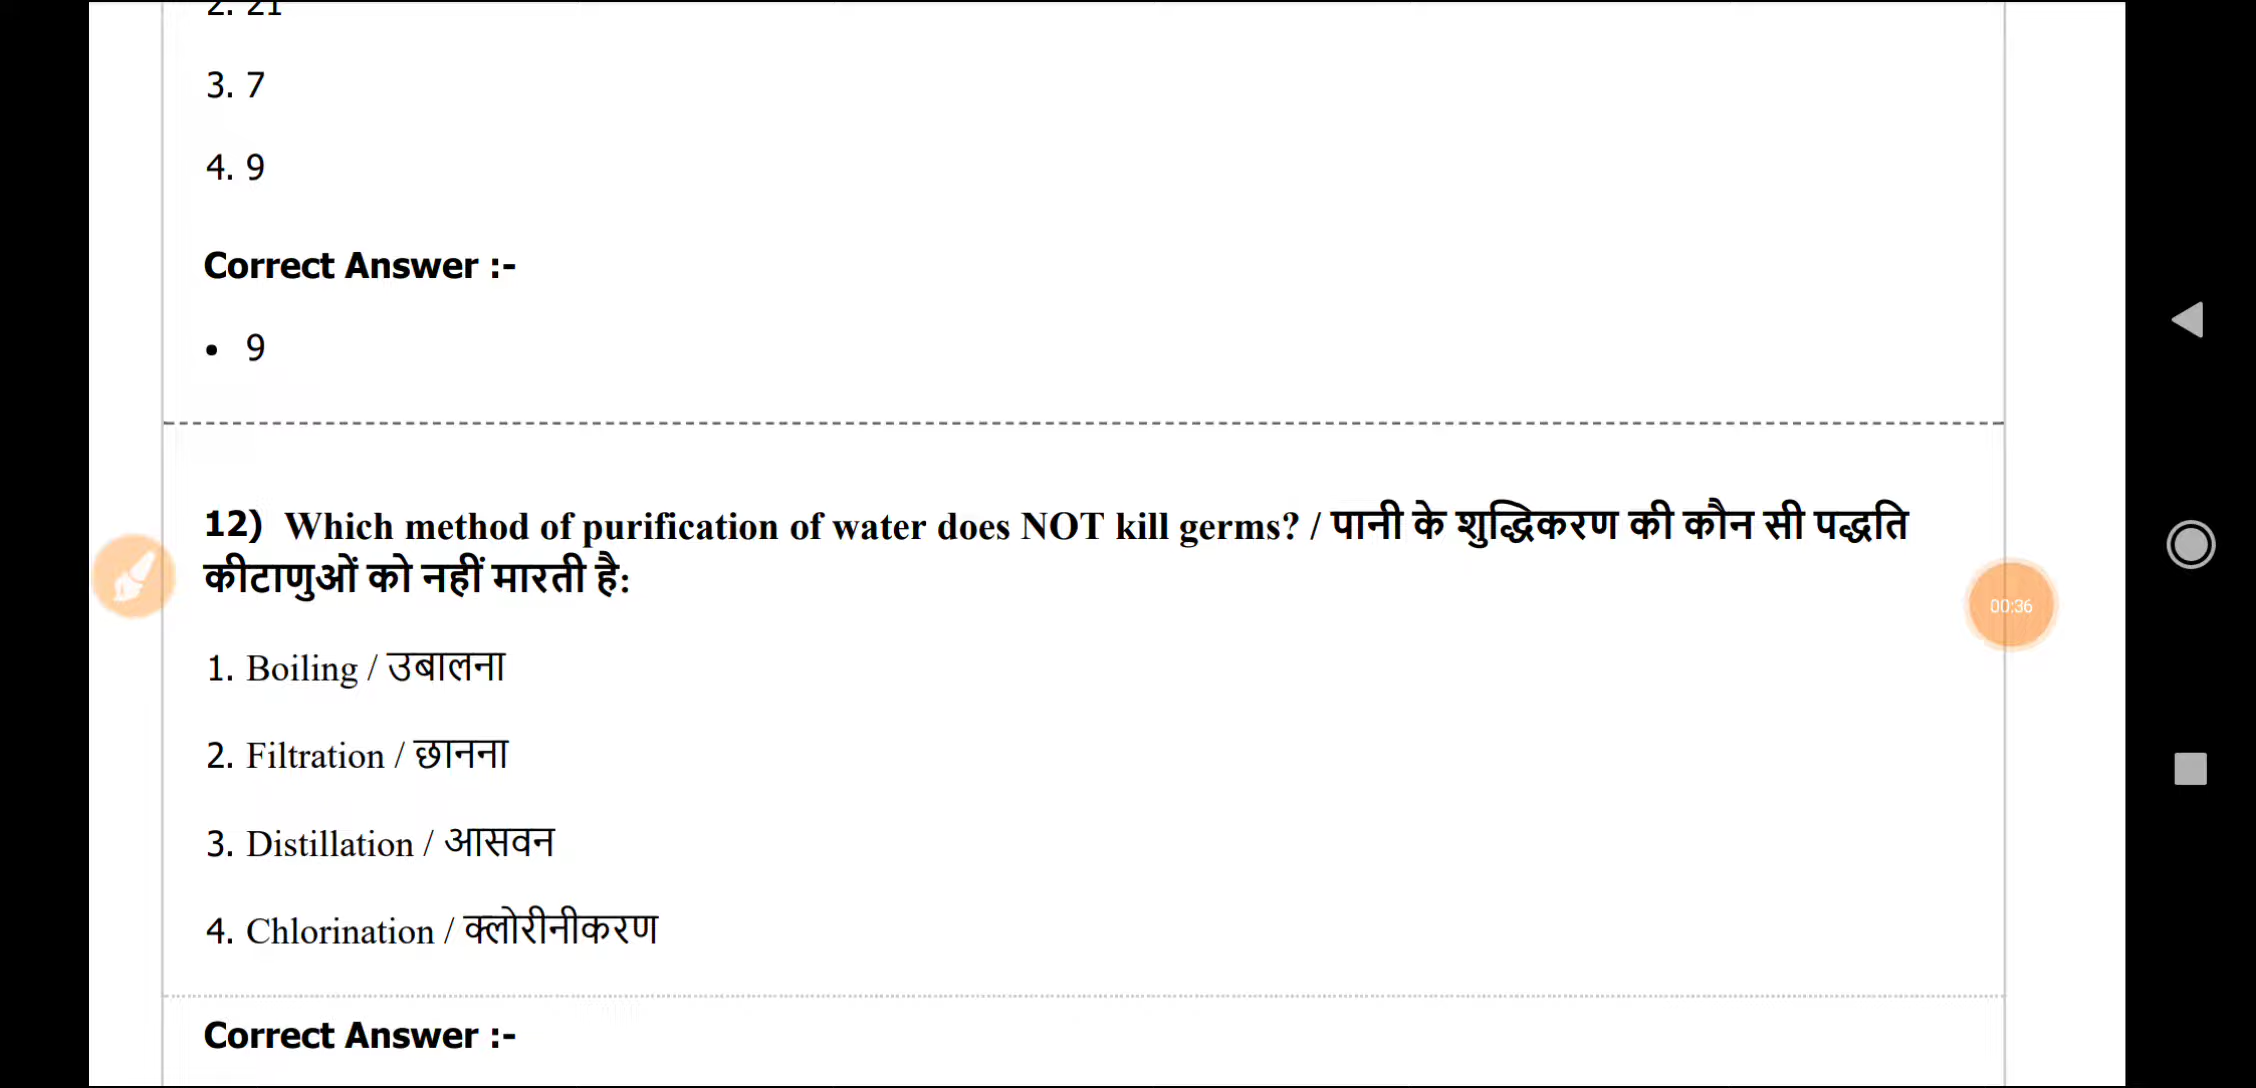 2. 21
3. 7
4. 9
Correct Answer :-
• 9
12) Which method of purification of water does NOT kill germs? / पानी के शुद्धिकरण की कौन सी पद्धति
कीटाणुओं को नहीं मारती है:
00:36
1. Boiling / उबालना
2. Filtration / छानना
3. Distillation / आसवन
4. Chlorination / क्लोरीनीकरण
Correct Answer :-